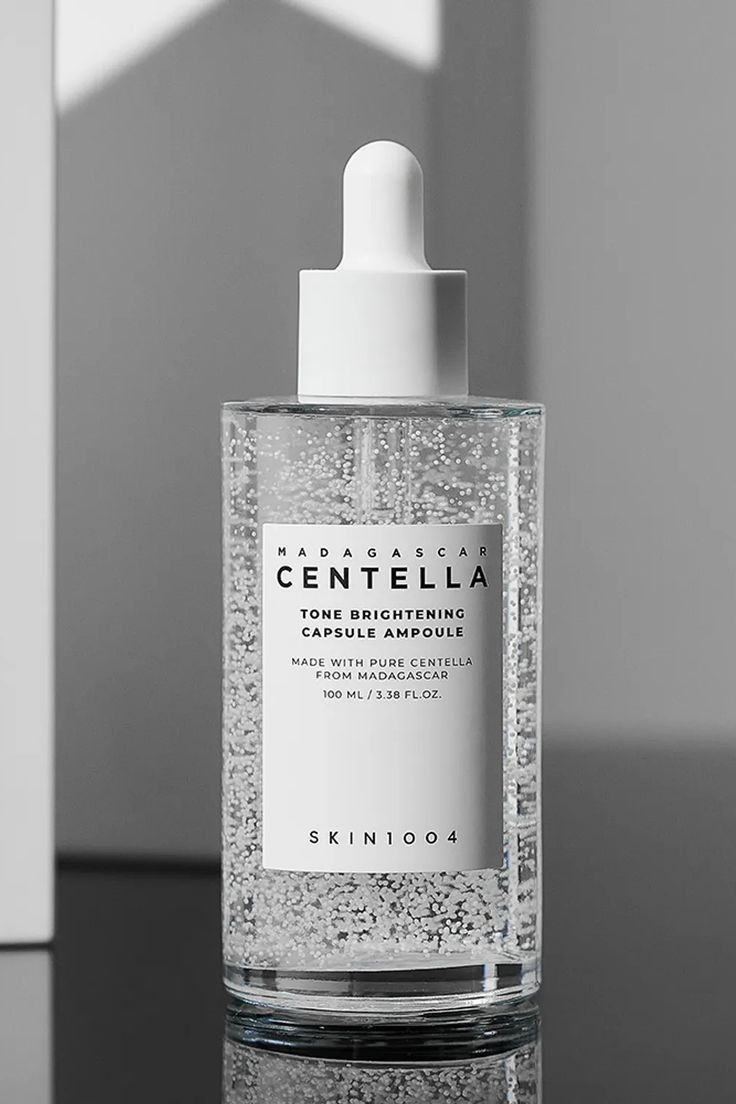 MADAGASCAR
CENTELLA
TONE BRIGHTENING
CAPSULE AMPOULE
MADE WITH PURE CENTELLA
FROM MADAGASCAR
100 ML / 3.38 FL.OZ.
SKIN1004